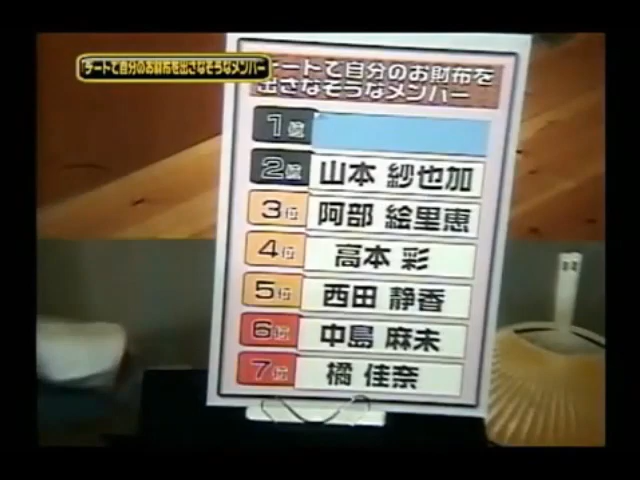 デートで自分のお財布を出さなそうなメンバー
デートで自分のお財布を
出さなそうなメンバー
1位
2位 山本 紗也加
3位 阿部 絵里恵
4位 高本 彩
5位 西田 静香
6位 中島 麻未
7位 橘 佳奈